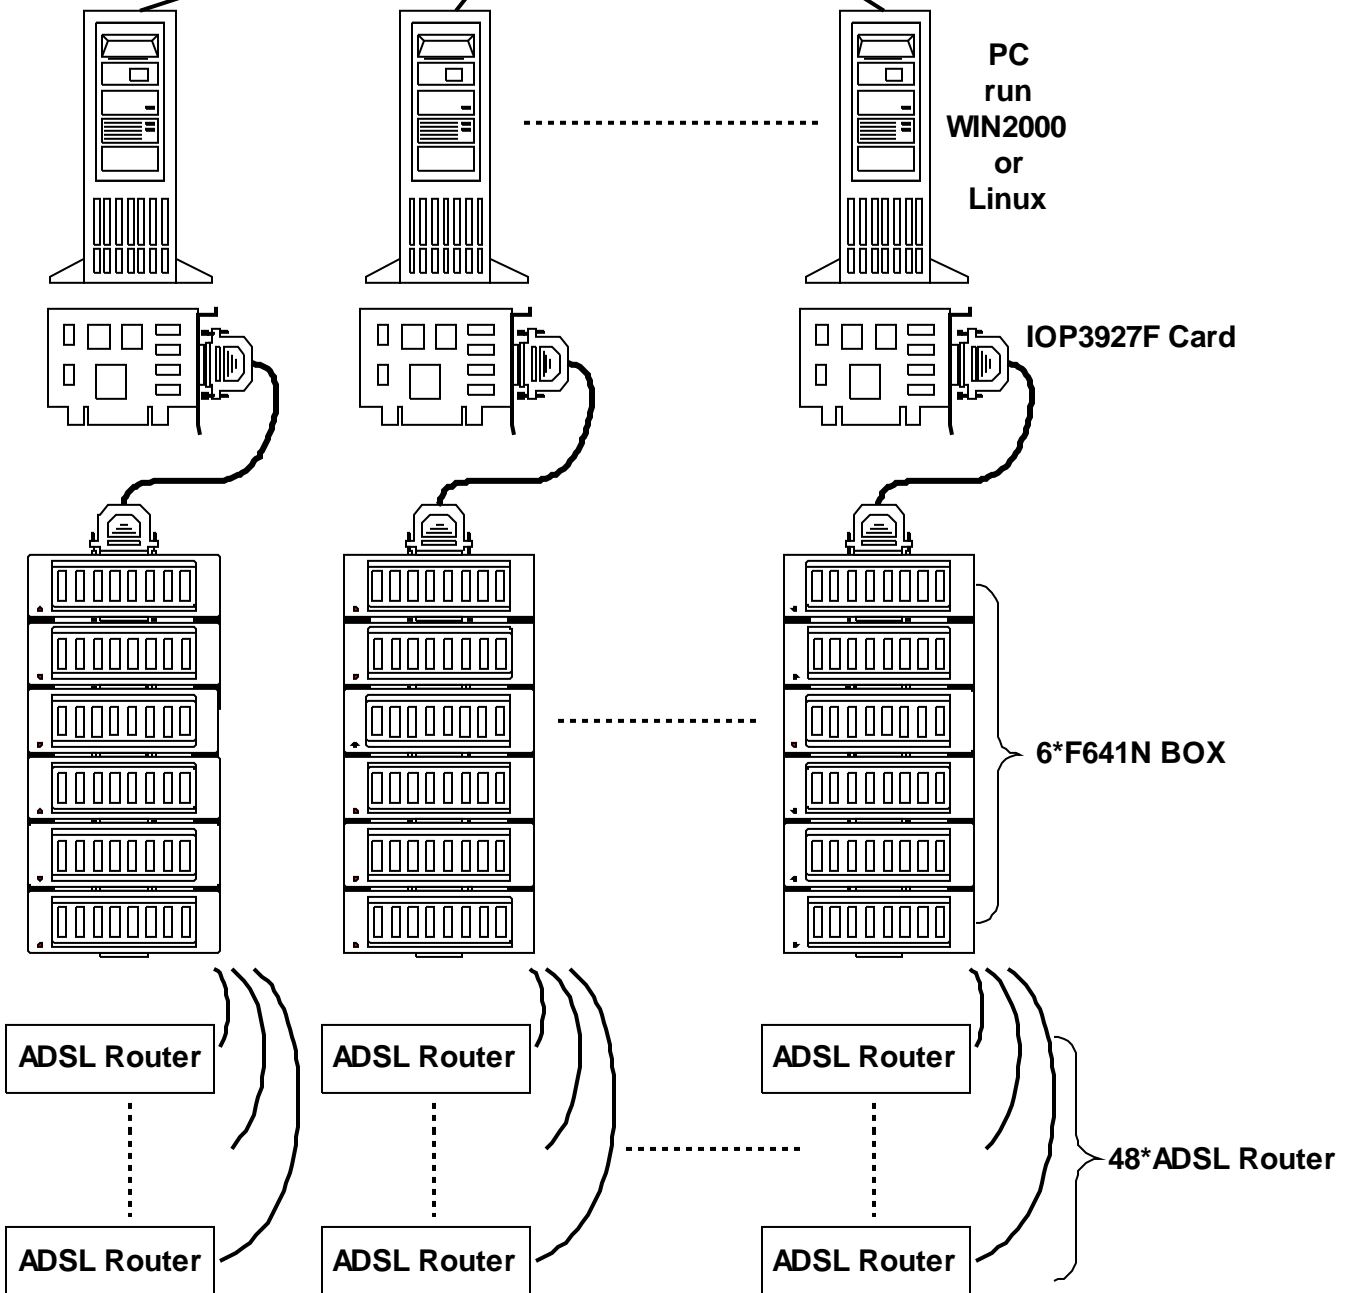 PC
run
WIN2000
or
Linux
IOP3927F Card
6*F641N BOX
ADSL Router
ADSL Router
ADSL Router
48*ADSL Router
ADSL Router
ADSL Router
ADSL Router